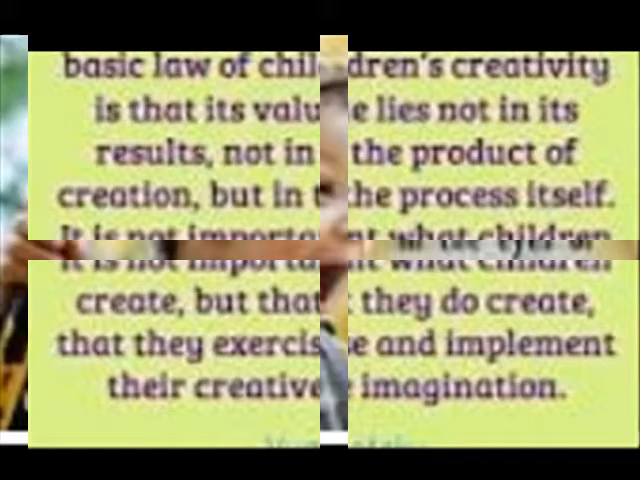 basic law of children's creativity
is that its value lies not in its
results, not in the product of
creation, but in the process itself.
It is not important what children
create, but that they do create,
that they exercise and implement
their creative imagination.